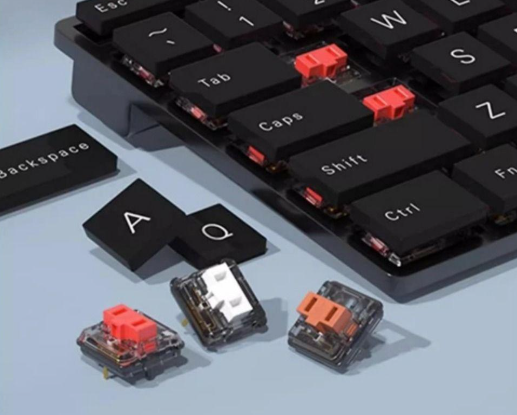 Esc
! 1
~ `
Tab
W
Caps
S
Shift
Z
Ctrl
Fn
Backspace
A
Q